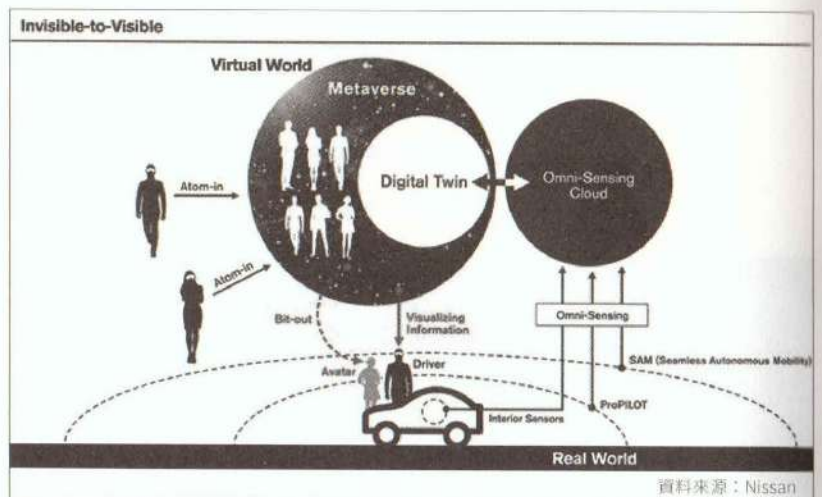 Invisible-to-Visible
Virtual World
Metaverse
Digital Twin
Omni-Sensing
Cloud
Atom-in
Atom-in
Bit-out
Visualizing
Information
Omni-Sensing
SAM (Seamless Autonomous Mobility)
Avatar
Driver
Interior Sensors
ProPILOT
Real World
資料來源：Nissan